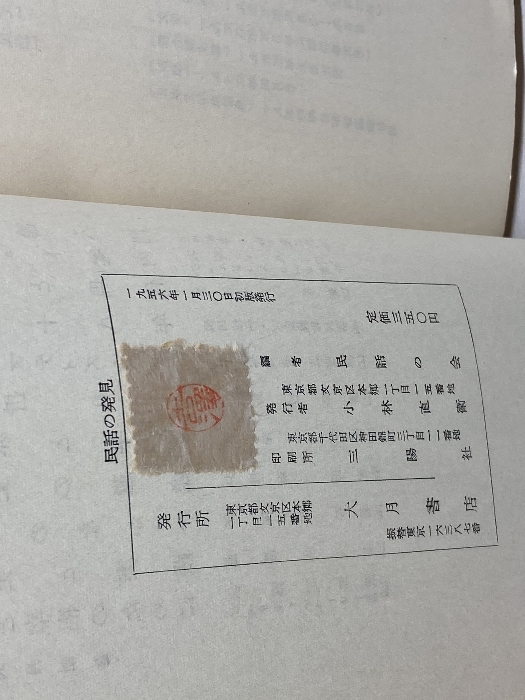 民話の発見
一九五六年一月三〇日初版発行
定価三五〇円
編者 民話の会
東京都文京区本郷一丁目一五番地
発行者 小林直衛
東京都千代田区神田錦町三丁目一一番地
印刷所 三陽社
発行所
東京都文京区本郷
一丁目一五番地
大月書店
振替東京一六三八七番